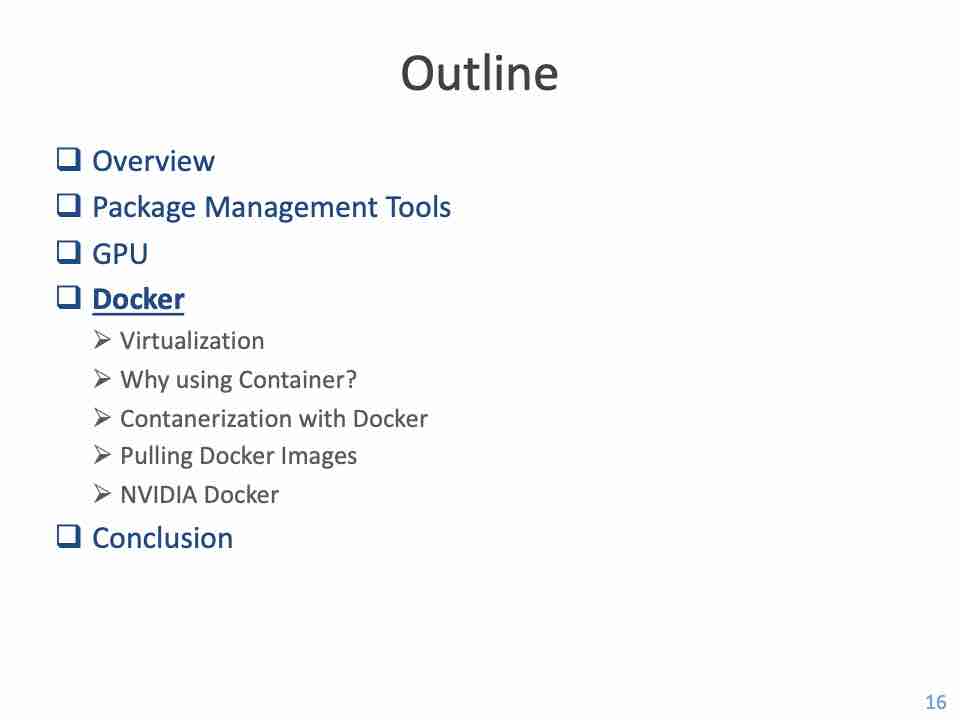 Outline
Overview
Package Management Tools
GPU
Docker
Virtualization
Why using Container?
Contanerization with Docker
Pulling Docker Images
NVIDIA Docker
Conclusion
16